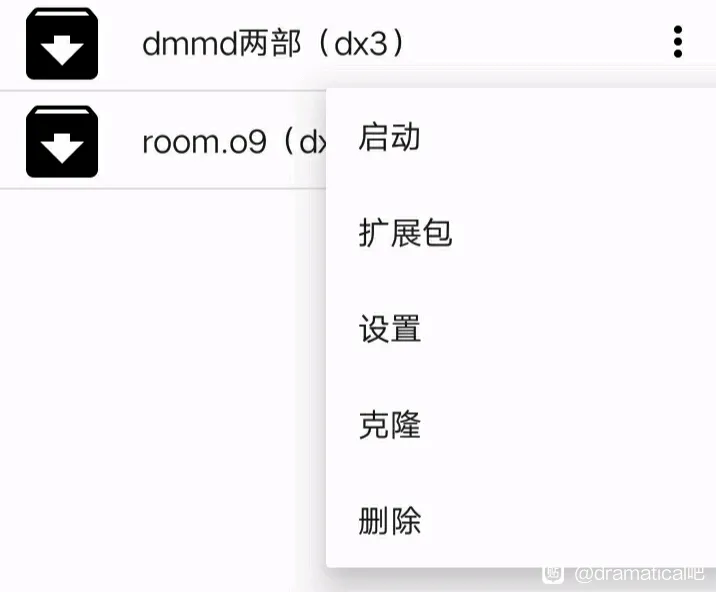 dmmd两部（dx3）
room.o9（dx
启动
扩展包
设置
克隆
删除
贴 @dramatical吧